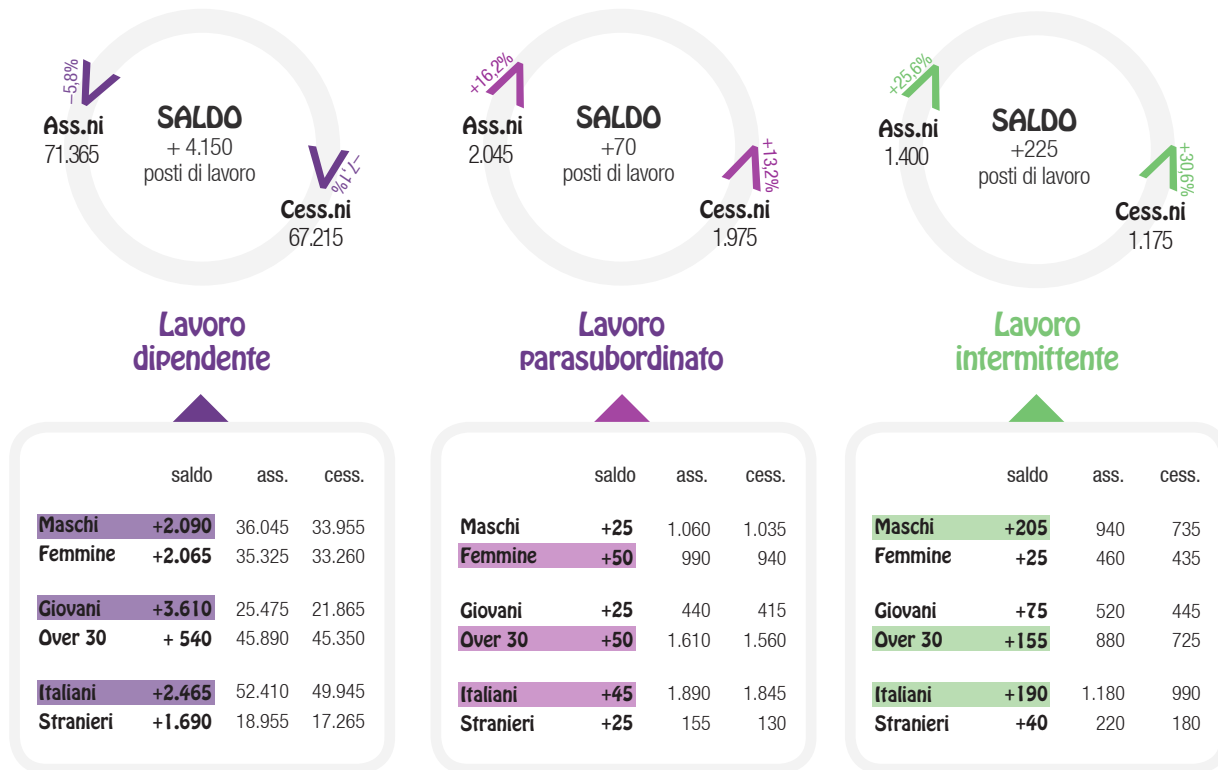 −5,8%
Ass.ni
71.365
SALDO
+ 4.150
posti di lavoro
−7,1%
Cess.ni
67.215
Lavoro
dipendente
+16,2%
Ass.ni
2.045
SALDO
+70
posti di lavoro
+13,2%
Cess.ni
1.975
Lavoro
parasubordinato
+25,6%
Ass.ni
1.400
SALDO
+225
posti di lavoro
+30,6%
Cess.ni
1.175
Lavoro
intermittente
saldo ass. cess.
Maschi +2.090 36.045 33.955
Femmine +2.065 35.325 33.260
Giovani +3.610 25.475 21.865
Over 30 + 540 45.890 45.350
Italiani +2.465 52.410 49.945
Stranieri +1.690 18.955 17.265
saldo ass. cess.
Maschi +25 1.060 1.035
Femmine +50 990 940
Giovani +25 440 415
Over 30 +50 1.610 1.560
Italiani +45 1.890 1.845
Stranieri +25 155 130
saldo ass. cess.
Maschi +205 940 735
Femmine +25 460 435
Giovani +75 520 445
Over 30 +155 880 725
Italiani +190 1.180 990
Stranieri +40 220 180